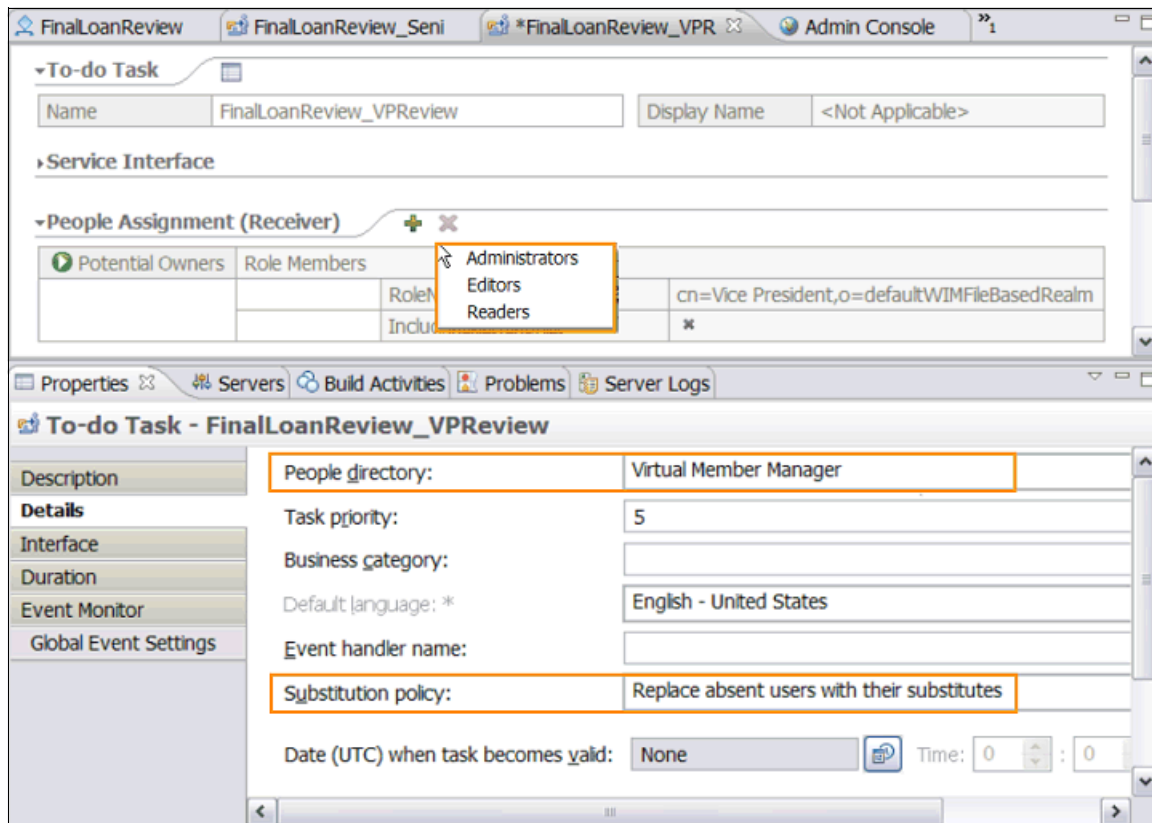 FinalLoanReview FinalLoanReview_Seni *FinalLoanReview_VPR Admin Console »1
To-do Task
Name FinalLoanReview_VPReview Display Name <Not Applicable>
Service Interface
People Assignment (Receiver)
Potential Owners Role Members
Administrators
Editors
Readers
cn=Vice President,o=defaultWIMFileBasedRealm
Properties Servers Build Activities Problems Server Logs
To-do Task - FinalLoanReview_VPReview
Description
Details
Interface
Duration
Event Monitor
Global Event Settings
People directory: Virtual Member Manager
Task priority: 5
Business category:
Default language: * English - United States
Event handler name:
Substitution policy: Replace absent users with their substitutes
Date (UTC) when task becomes valid: None Time: 0 : 0